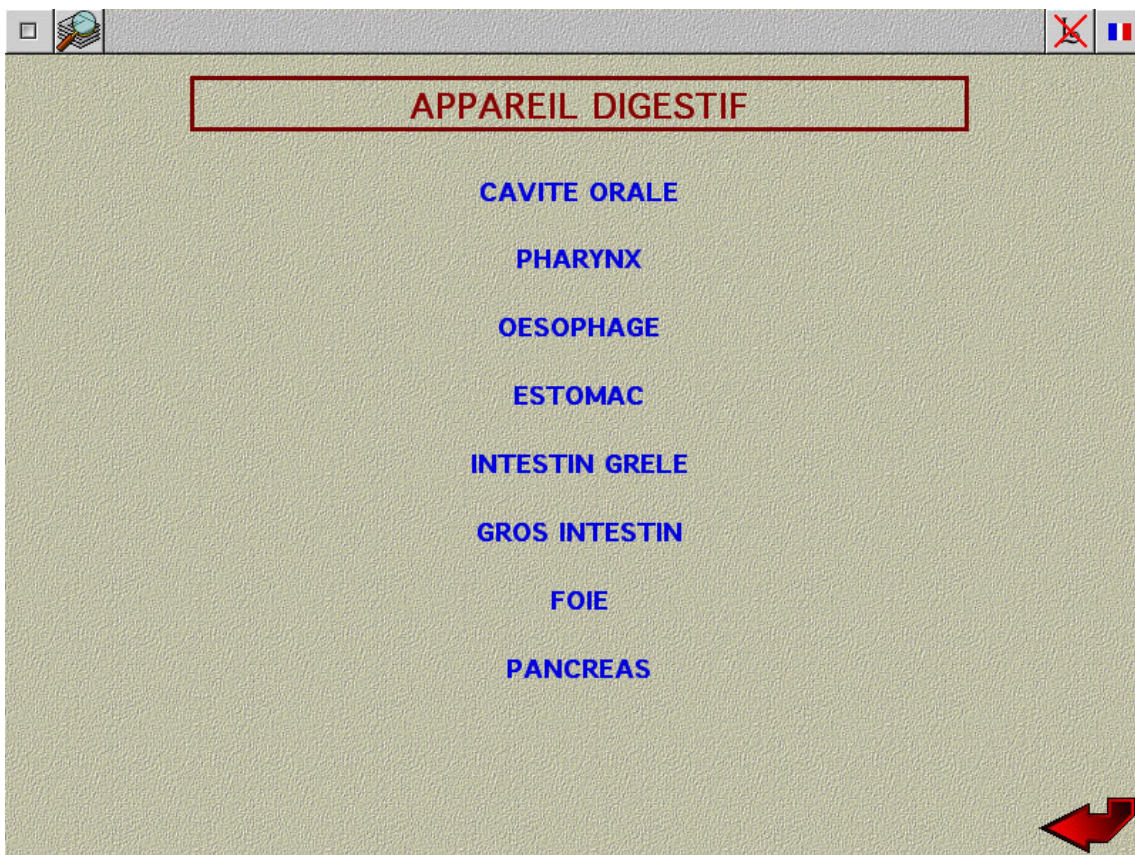 APPAREIL DIGESTIF
CAVITE ORALE
PHARYNX
OESOPHAGE
ESTOMAC
INTESTIN GRELE
GROS INTESTIN
FOIE
PANCREAS